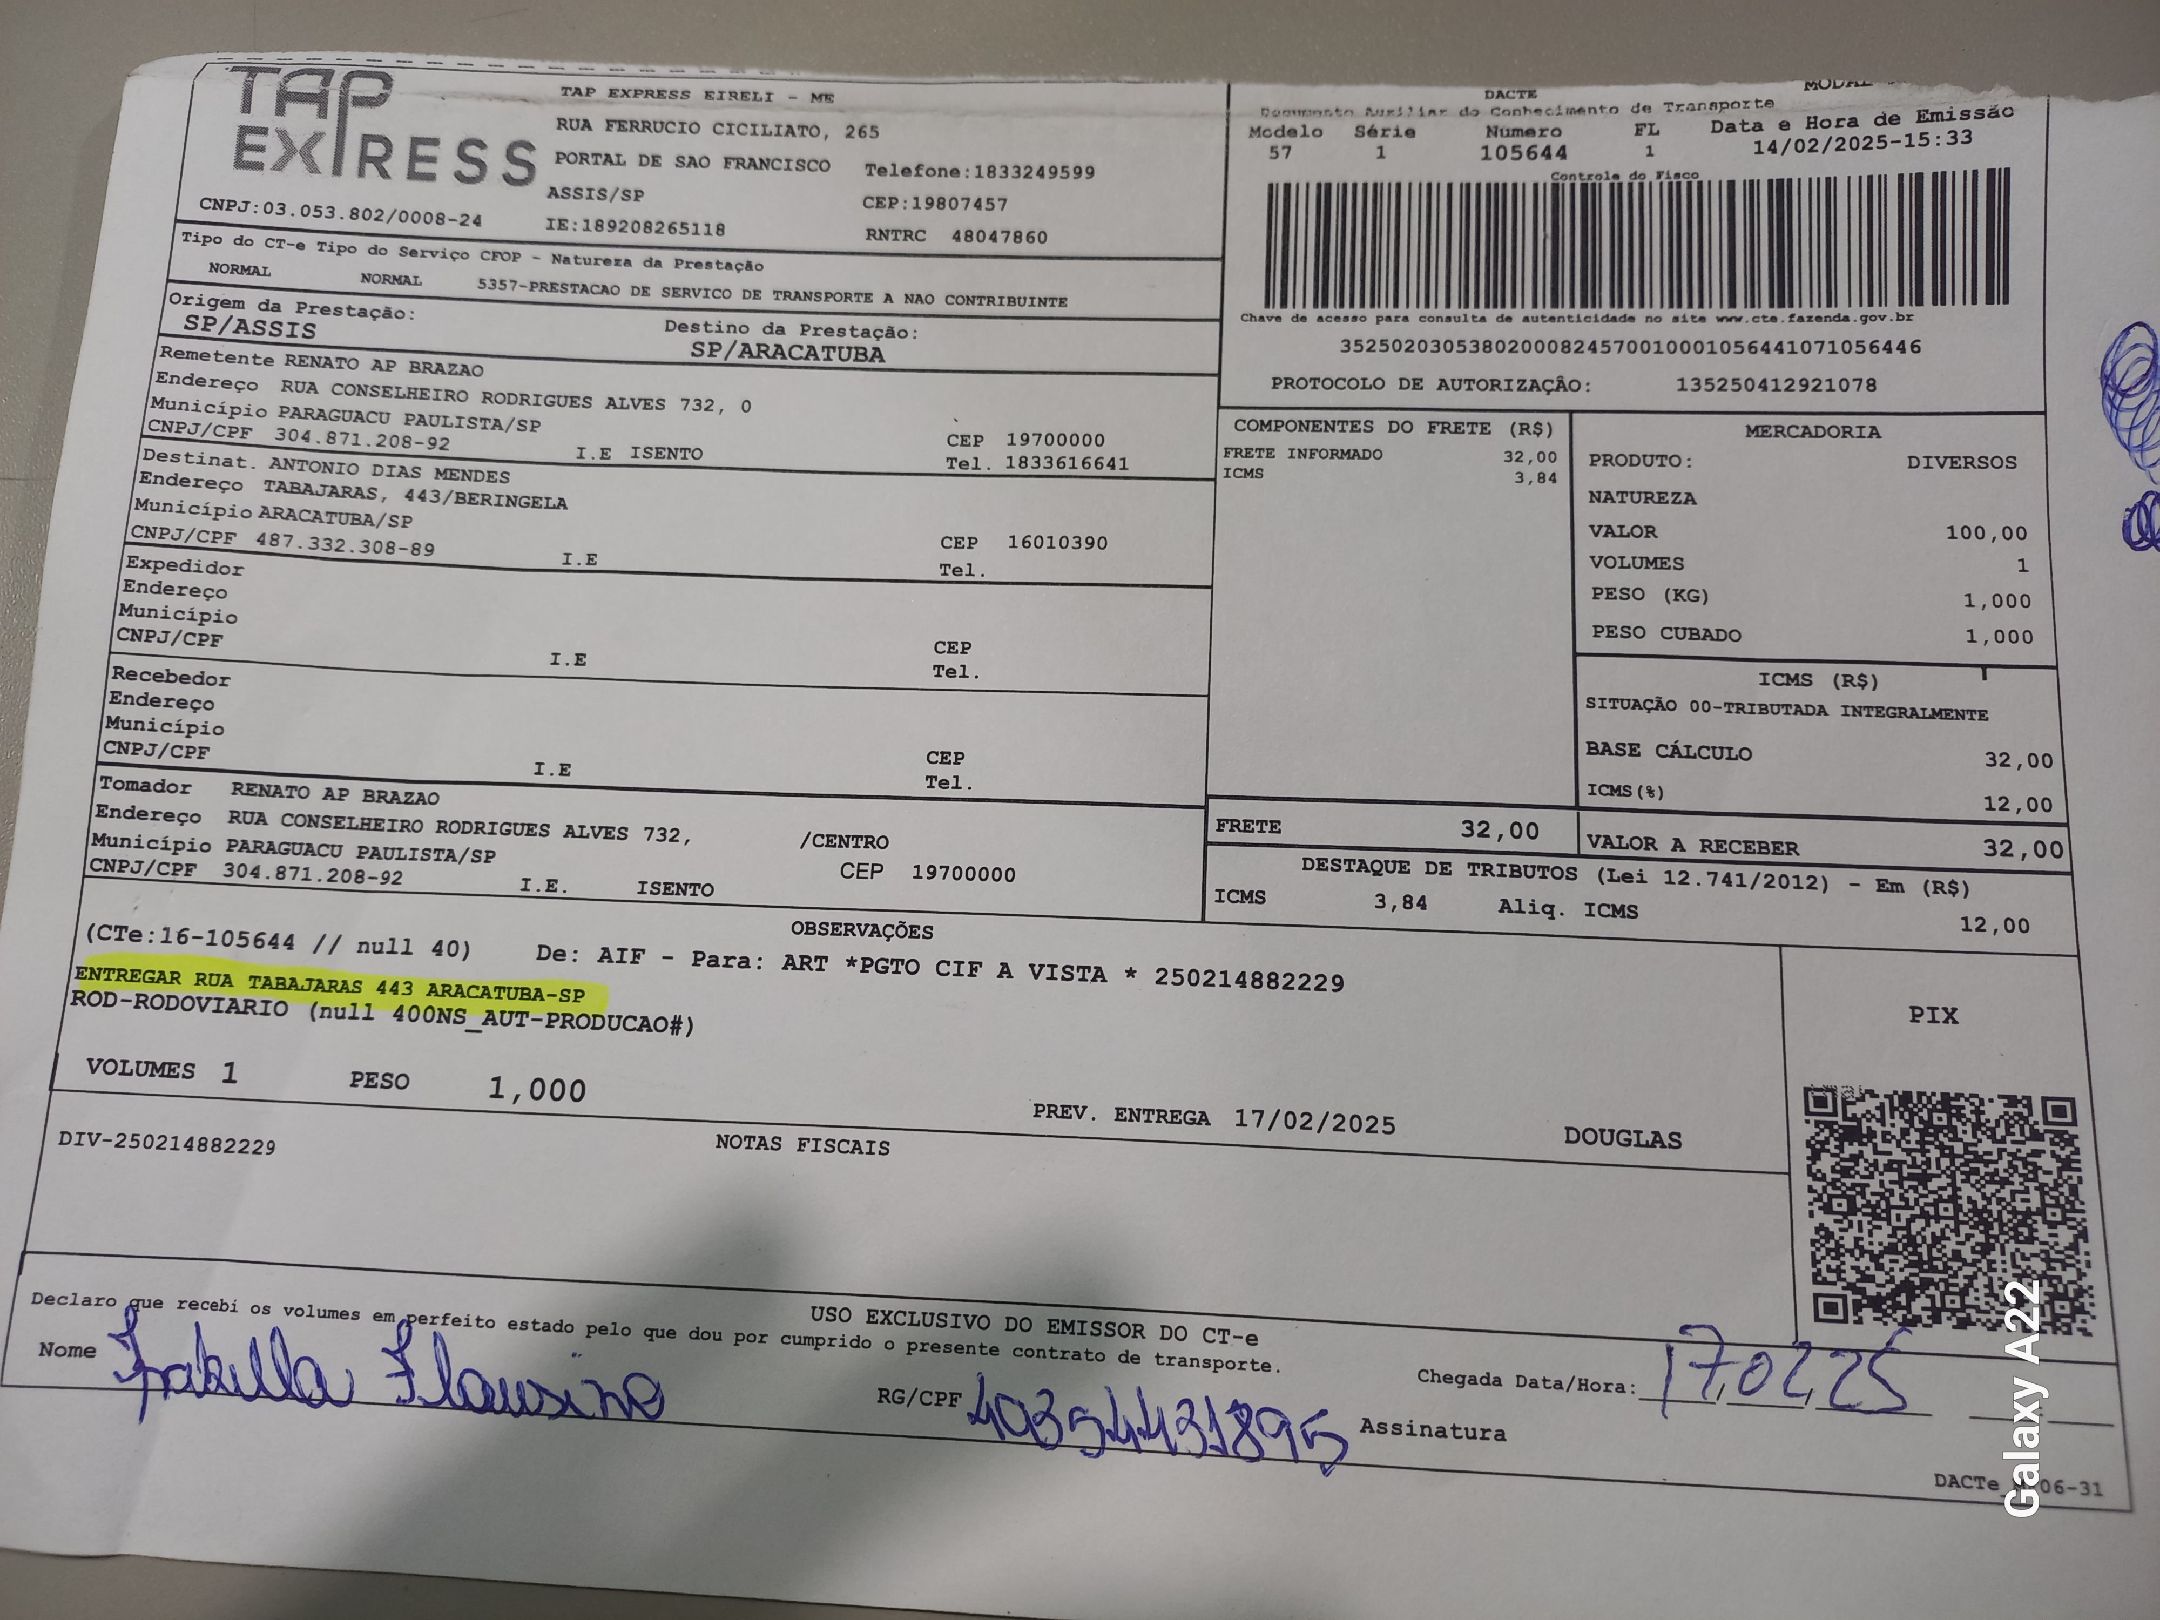 TAP EXPRESS
TAP EXPRESS EIRELI - ME
RUA FERRUCIO CICILIATO, 265
PORTAL DE SAO FRANCISCO Telefone:1833249599
ASSIS/SP CEP:19807457
CNPJ:03.053.802/0008-24 IE:189208265118 RNTRC 48047860
DACTE
Documento Auxiliar do Conhecimento de Transporte
Modelo Série Número FL Data e Hora de Emissão
57 1 105644 1 14/02/2025-15:33
Controle do Fisco
Chave de acesso para consulta de autenticidade no site www.cte.fazenda.gov.br
35250203053802000824570010001056441071056446
PROTOCOLO DE AUTORIZAÇÃO: 135250412921078
Tipo do CT-e Tipo do Serviço CFOP - Natureza da Prestação
NORMAL NORMAL 5357-PRESTACAO DE SERVICO DE TRANSPORTE A NAO CONTRIBUINTE
Origem da Prestação: Destino da Prestação:
SP/ASSIS SP/ARACATUBA
Remetente RENATO AP BRAZAO
Endereço RUA CONSELHEIRO RODRIGUES ALVES 732, 0
Município PARAGUACU PAULISTA/SP CEP 19700000
CNPJ/CPF 304.871.208-92 I.E ISENTO Tel. 1833616641
Destinat. ANTONIO DIAS MENDES
Endereço TABAJARAS, 443/BERINGELA
Município ARACATUBA/SP CEP 16010390
CNPJ/CPF 487.332.308-89 I.E Tel.
Expedidor
Endereço
Município CEP
CNPJ/CPF I.E Tel.
Recebedor
Endereço
Município CEP
CNPJ/CPF I.E Tel.
Tomador RENATO AP BRAZAO
Endereço RUA CONSELHEIRO RODRIGUES ALVES 732, /CENTRO
Município PARAGUACU PAULISTA/SP CEP 19700000
CNPJ/CPF 304.871.208-92 I.E. ISENTO
COMPONENTES DO FRETE (R$)
FRETE INFORMADO 32,00
ICMS 3,84
MERCADORIA
PRODUTO: DIVERSOS
NATUREZA
VALOR 100,00
VOLUMES 1
PESO (KG) 1,000
PESO CUBADO 1,000
ICMS (R$)
SITUAÇÃO 00-TRIBUTADA INTEGRALMENTE
BASE CÁLCULO 32,00
ICMS(%) 12,00
FRETE 32,00 VALOR A RECEBER 32,00
DESTAQUE DE TRIBUTOS (Lei 12.741/2012) - Em (R$)
ICMS 3,84 Aliq. ICMS 12,00
OBSERVAÇÕES
(CTe:16-105644 // null 40) De: AIF - Para: ART *PGTO CIF A VISTA * 250214882229
ENTREGAR RUA TABAJARAS 443 ARACATUBA-SP
ROD-RODOVIARIO (null 400NS_AUT-PRODUCAO#)
PIX
VOLUMES 1 PESO 1,000 PREV. ENTREGA 17/02/2025 DOUGLAS
NOTAS FISCAIS
DIV-250214882229
USO EXCLUSIVO DO EMISSOR DO CT-e
Declaro que recebi os volumes em perfeito estado pelo que dou por cumprido o presente contrato de transporte.
Nome Isabella Flausino RG/CPF 49354431895 Assinatura Chegada Data/Hora: 17,02,25
Galaxy A22